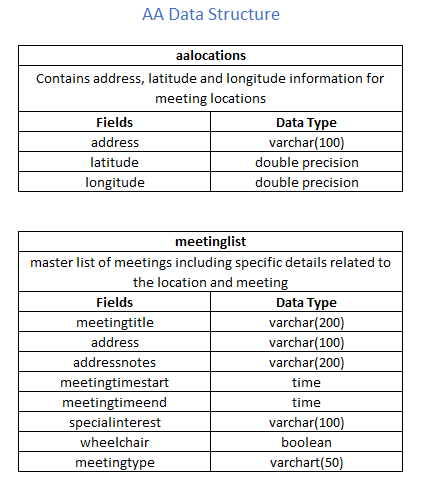 AA Data Structure
aalocations
Contains address, latitude and longitude information for
meeting locations
Fields Data Type
address varchar(100)
latitude double precision
longitude double precision
meetinglist
master list of meetings including specific details related to
the location and meeting
Fields Data Type
meetingtitle varchar(200)
address varchar(100)
addressnotes varchar(200)
meetingtimestart time
meetingtimeend time
specialinterest varchar(100)
wheelchair boolean
meetingtype varchart(50)